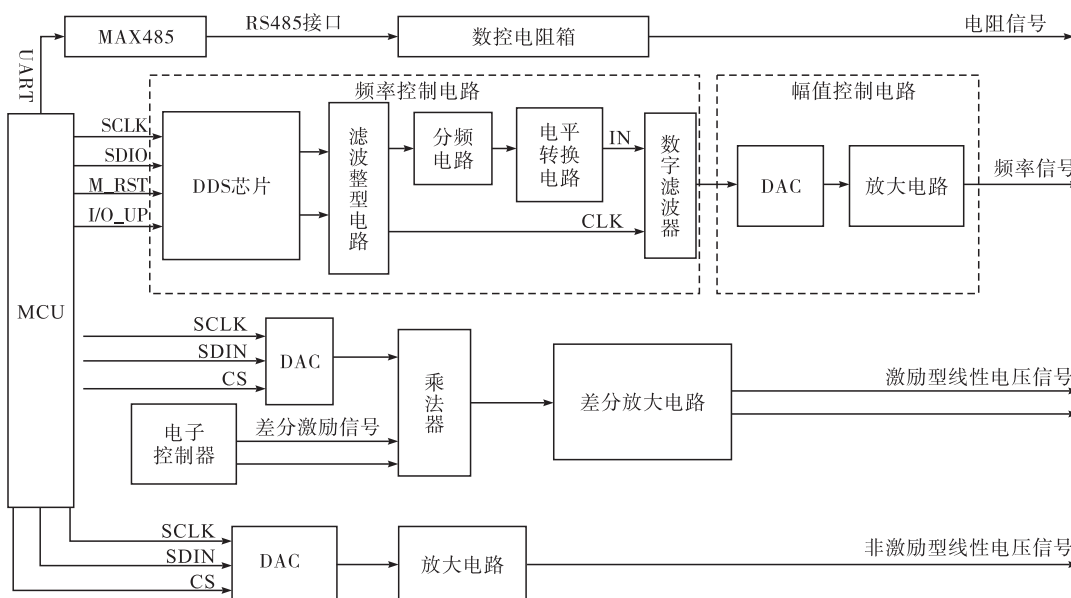 MAX485
RS485接口
数控电阻箱
电阻信号
UART
频率控制电路
幅值控制电路
SCLK
SDIO
M_RST
I/O_UP
DDS芯片
滤波整型电路
分频
电路
电平
转换
电路
IN
CLK
数字滤波器
DAC
放大电路
频率信号
MCU
SCLK
SDIN
CS
DAC
乘法器
差分放大电路
激励型线性电压信号
电子
控制器
差分激励信号
SCLK
SDIN
CS
DAC
放大电路
非激励型线性电压信号